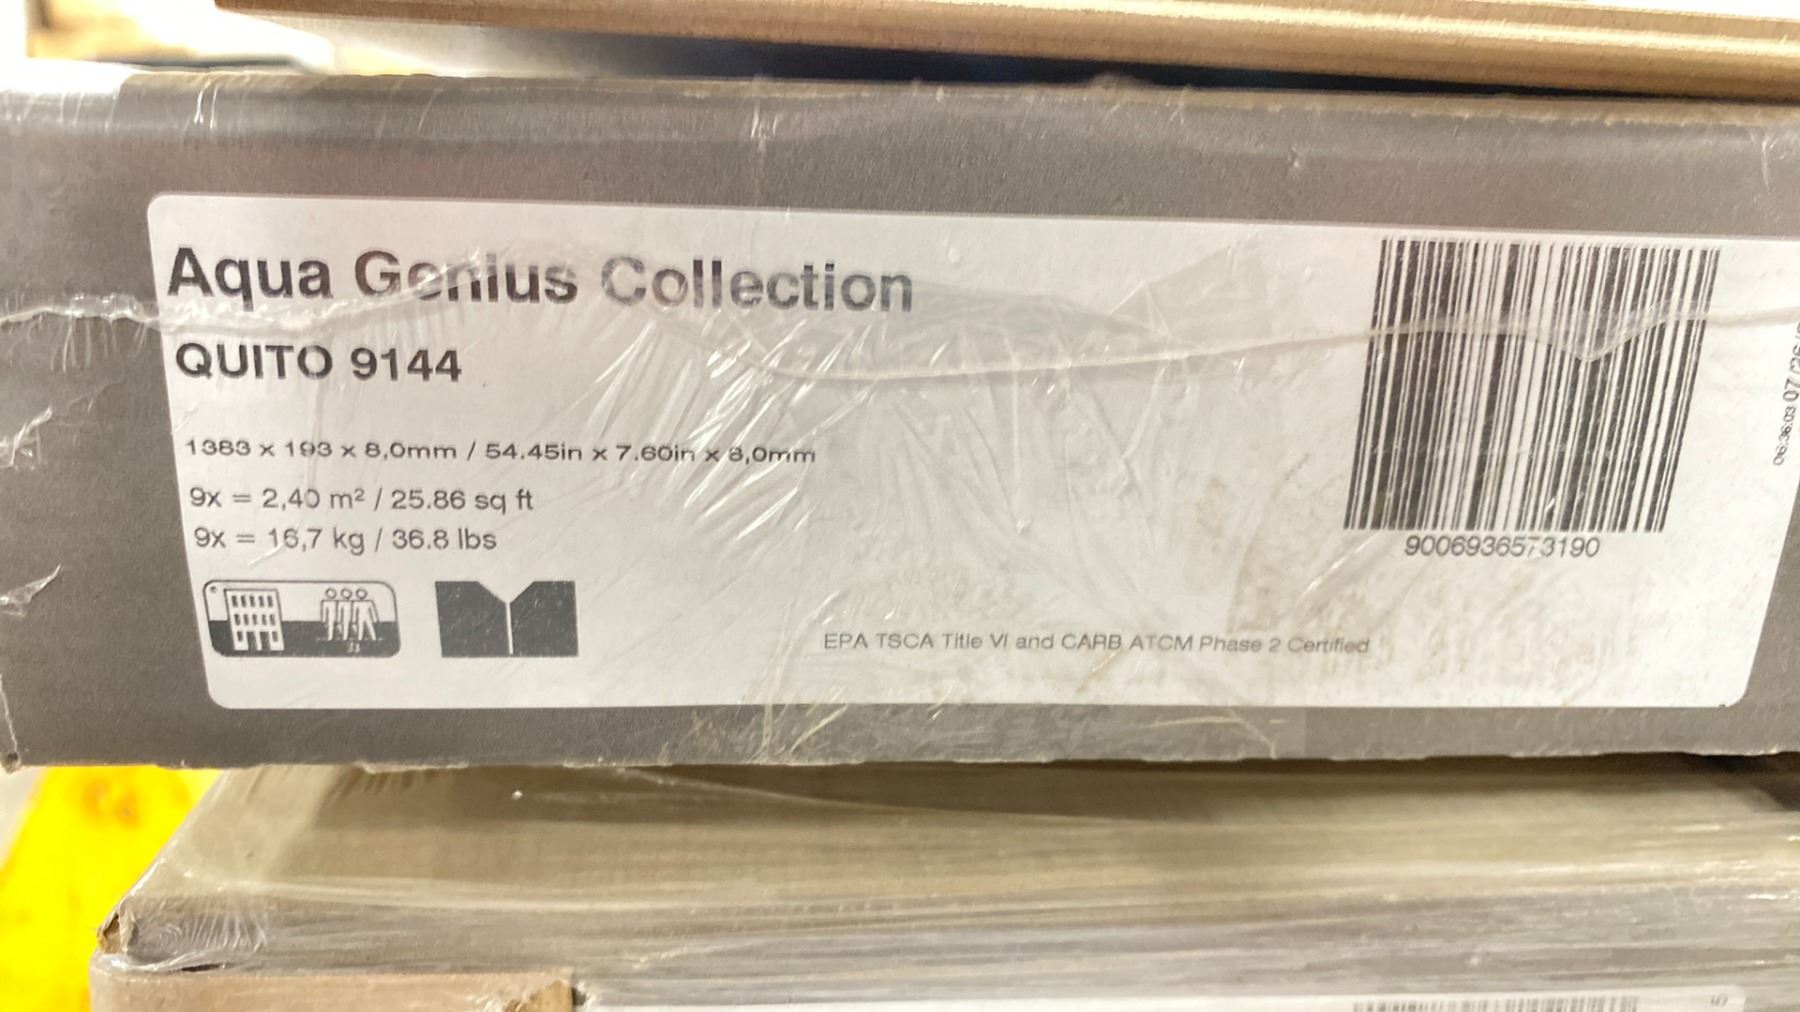 Aqua Genius Collection
QUITO 9144
1383 x 193 x 8,0mm / 54.45in x 7.60in x 8,0mm
9x = 2,40 m² / 25.86 sq ft
9x = 16,7 kg / 36.8 lbs
33
9006936573190
EPA TSCA Title VI and CARB ATCM Phase 2 Certified